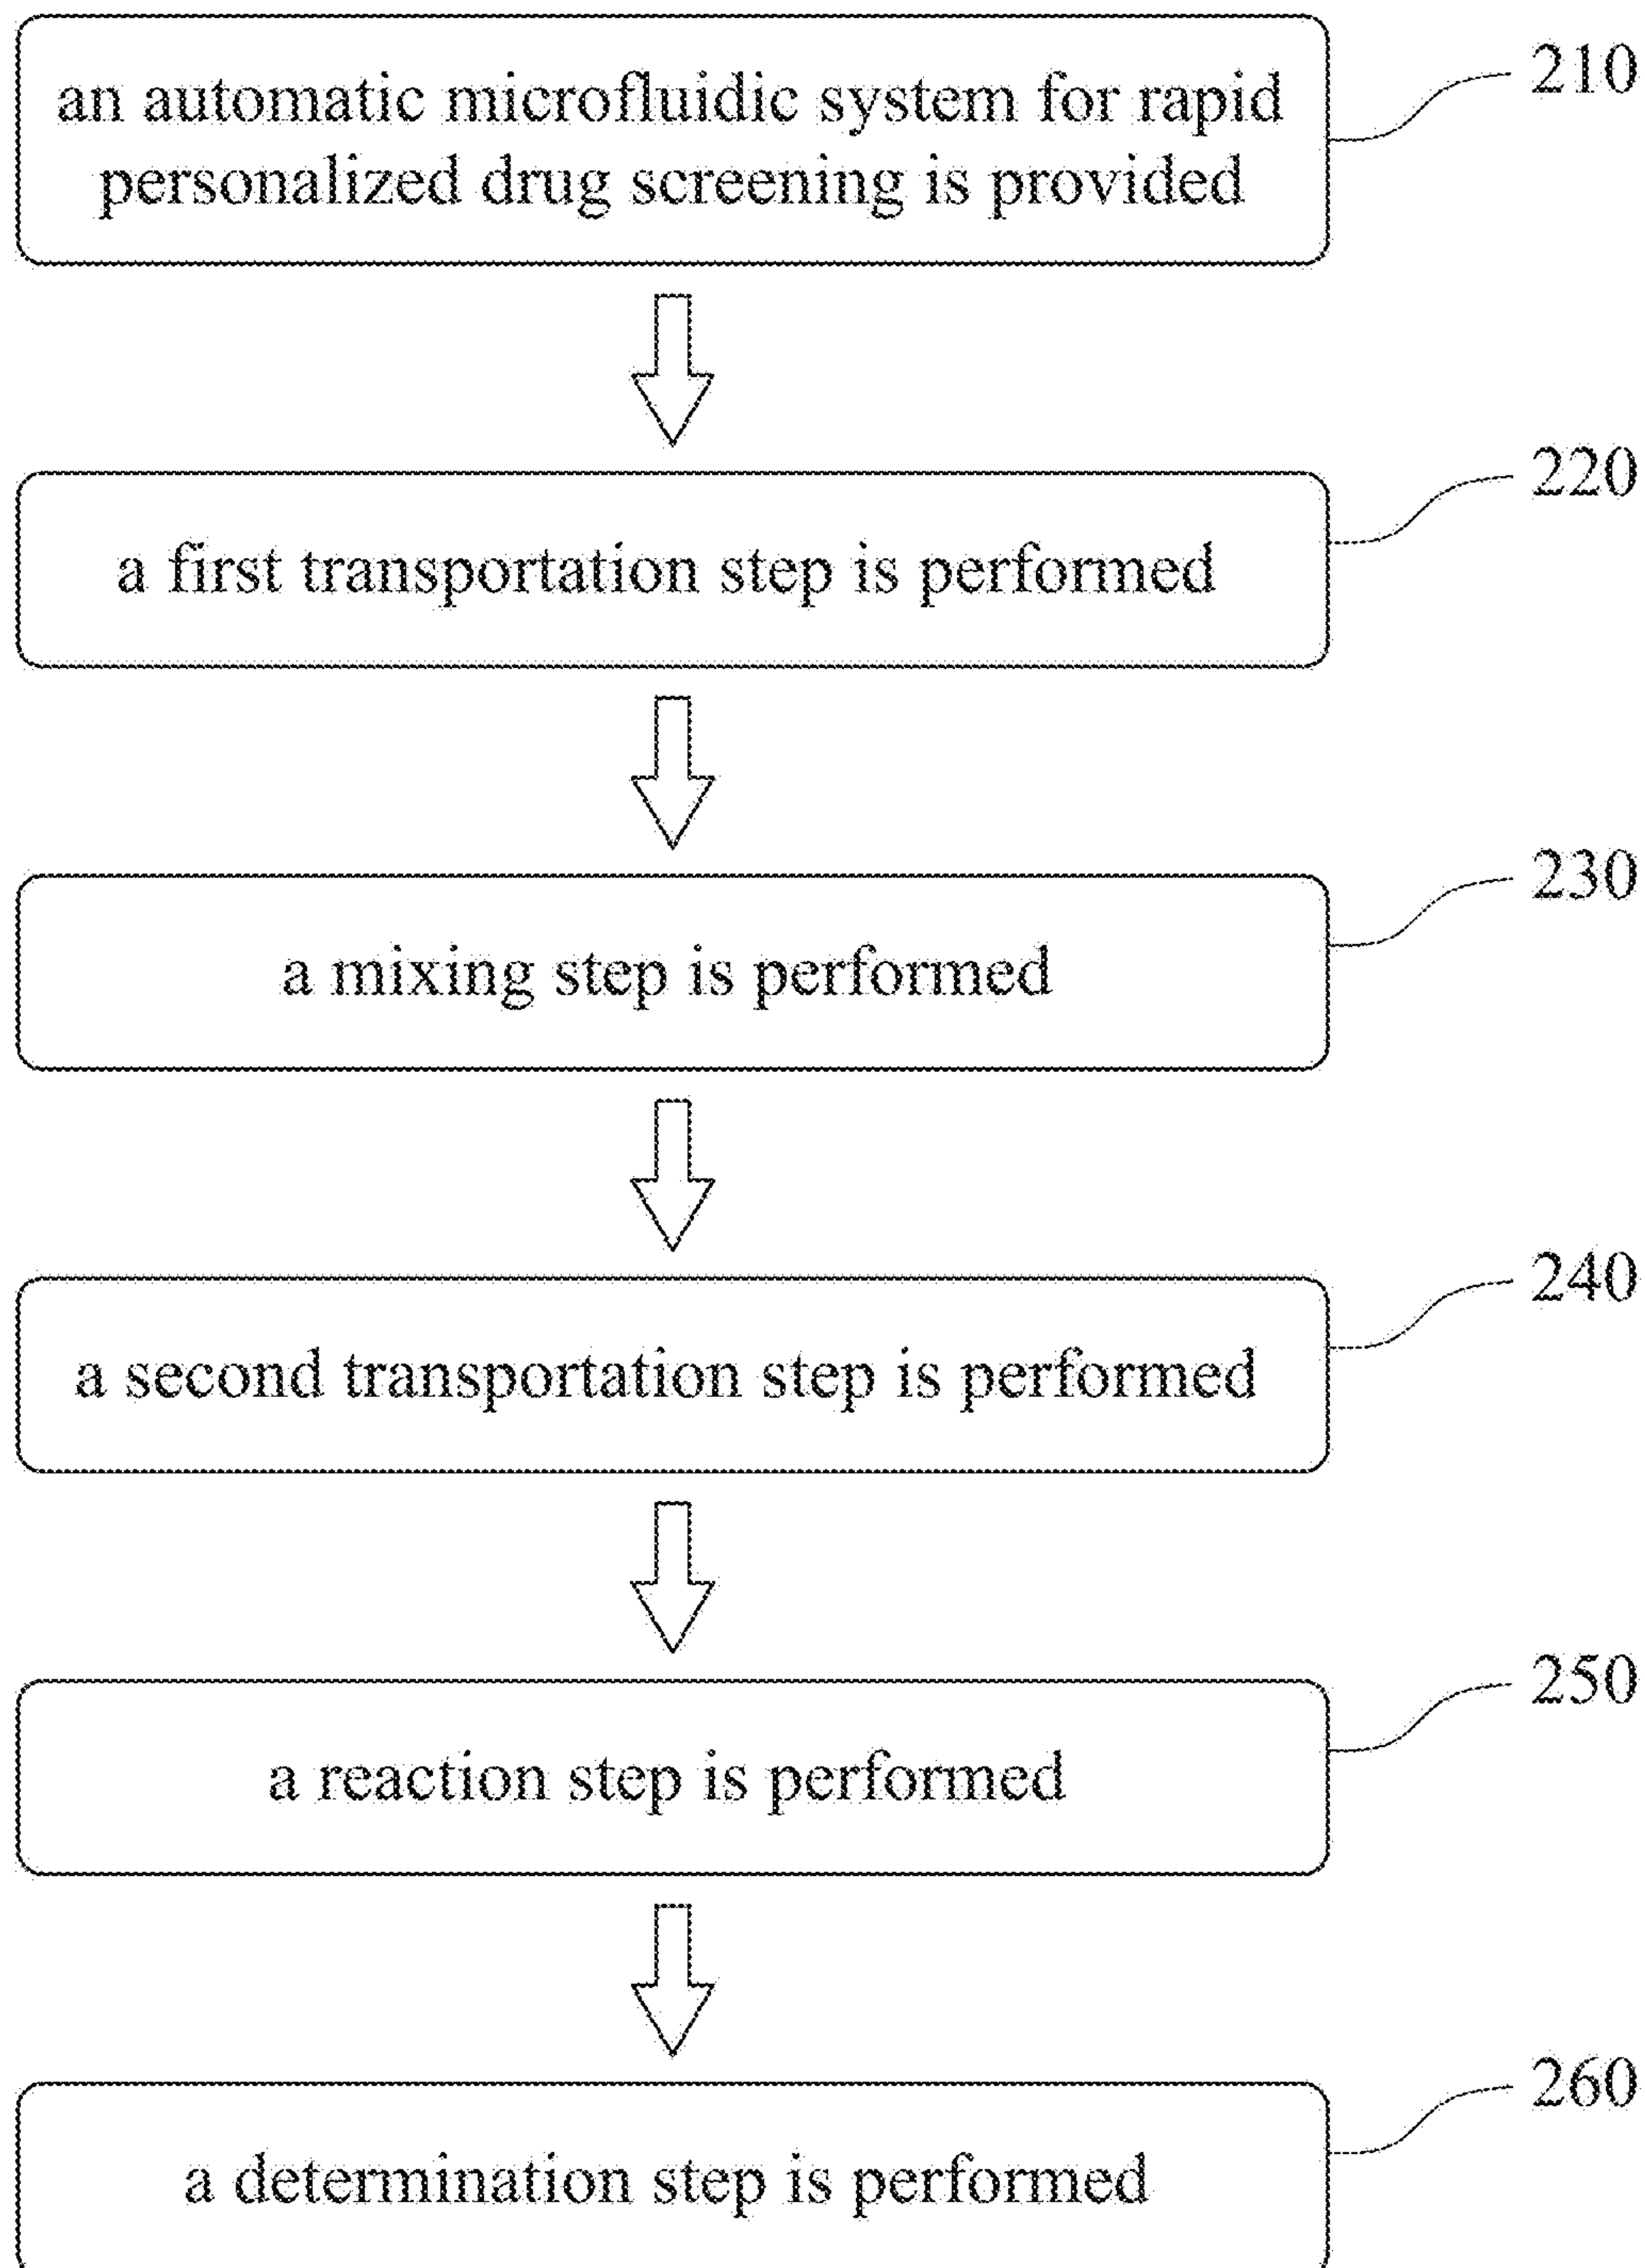 an automatic microfluidic system for rapid
personalized drug screening is provided
210
a first transportation step is performed
220
a mixing step is performed
230
a second transportation step is performed
240
a reaction step is performed
250
a determination step is performed
260